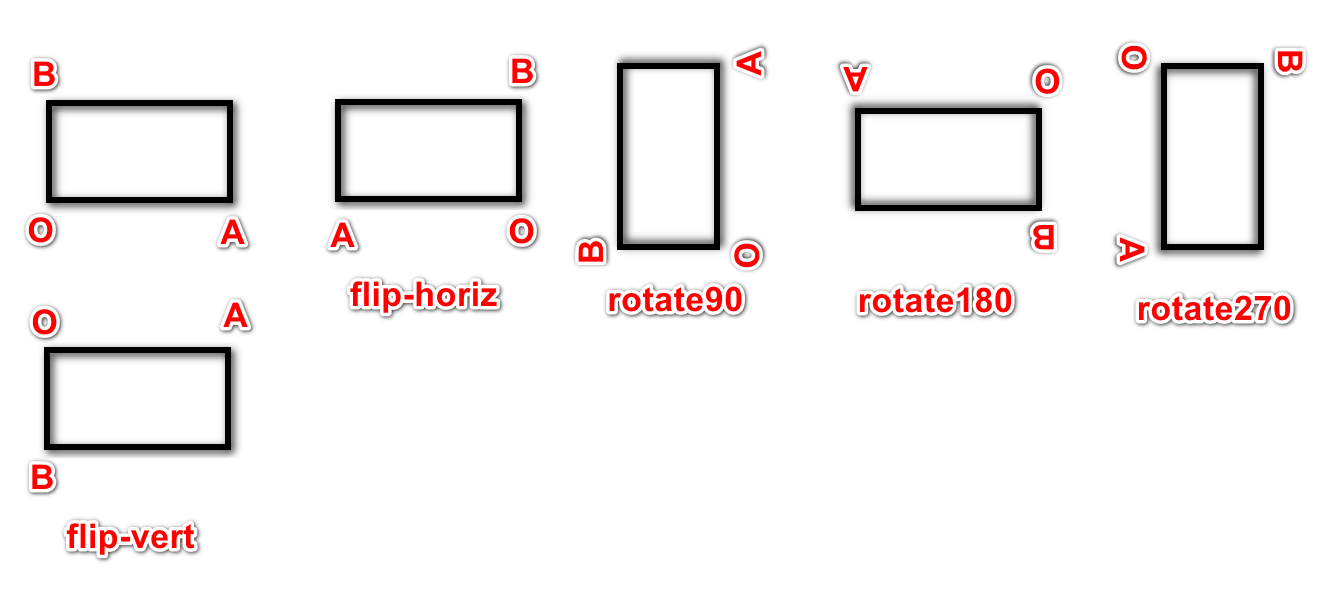 B
O A
B
A O
flip-horiz
A
B O
rotate90
A O
B
rotate180
O B
A
rotate270
O A
B
flip-vert